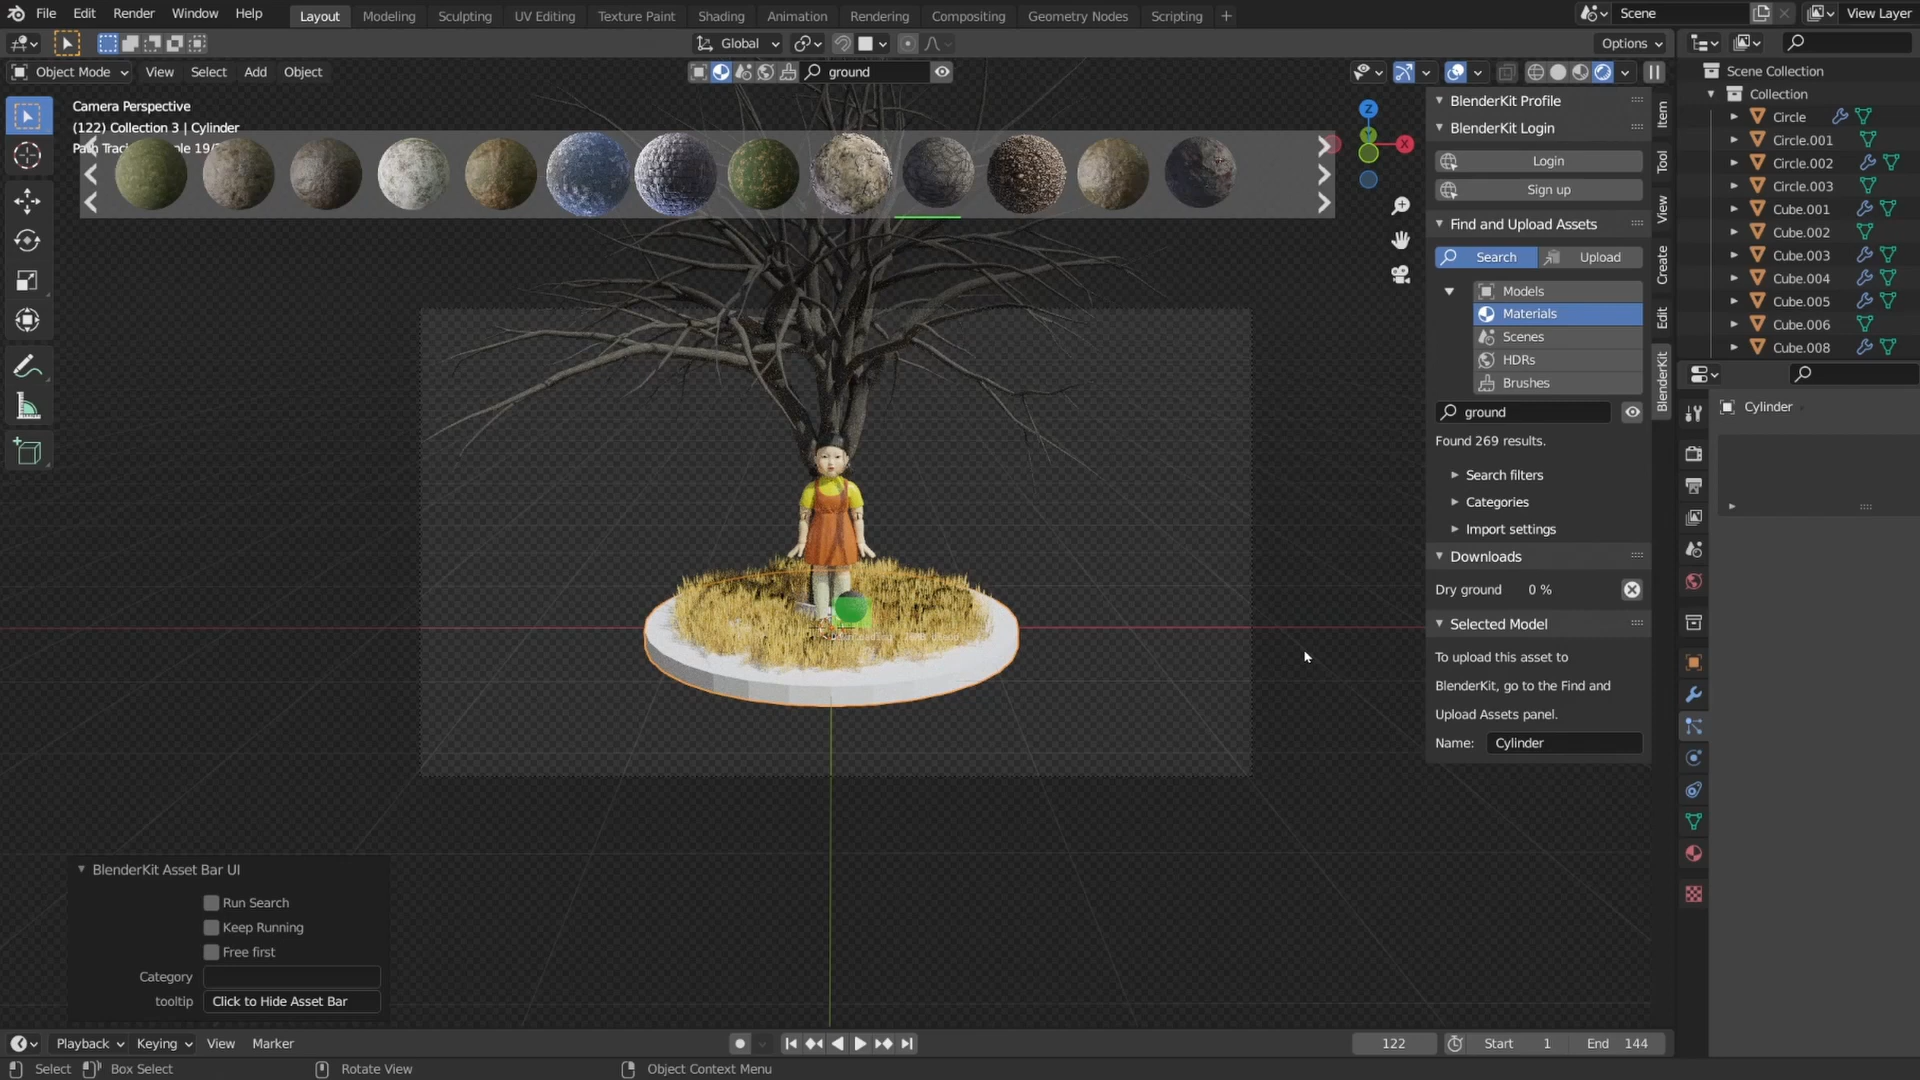 File Edit Render Window Help Layout Modeling Sculpting UV Editing Texture Paint Shading Animation Rendering Compositing Geometry Nodes Scripting + Scene View Layer
Global Options
Object Mode View Select Add Object ground
Camera Perspective
(122) Collection 3 | Cylinder
Scene Collection
Collection
Circle
Circle.001
Circle.002
Circle.003
Cube.001
Cube.002
Cube.003
Cube.004
Cube.005
Cube.006
Cube.008
Z
Y
X
BlenderKit Profile
BlenderKit Login
Login
Sign up
Find and Upload Assets
Search Upload
Models
Materials
Scenes
HDRs
Brushes
ground
Found 269 results.
Search filters
Categories
Import settings
Downloads
Dry ground 0 %
Selected Model
To upload this asset to
BlenderKit, go to the Find and
Upload Assets panel.
Name: Cylinder
Item
Tool
View
Create
Edit
BlenderKit
Cylinder
BlenderKit Asset Bar UI
Run Search
Keep Running
Free first
Category
tooltip Click to Hide Asset Bar
Playback Keying View Marker 122 Start 1 End 144
Select Box Select Rotate View Object Context Menu